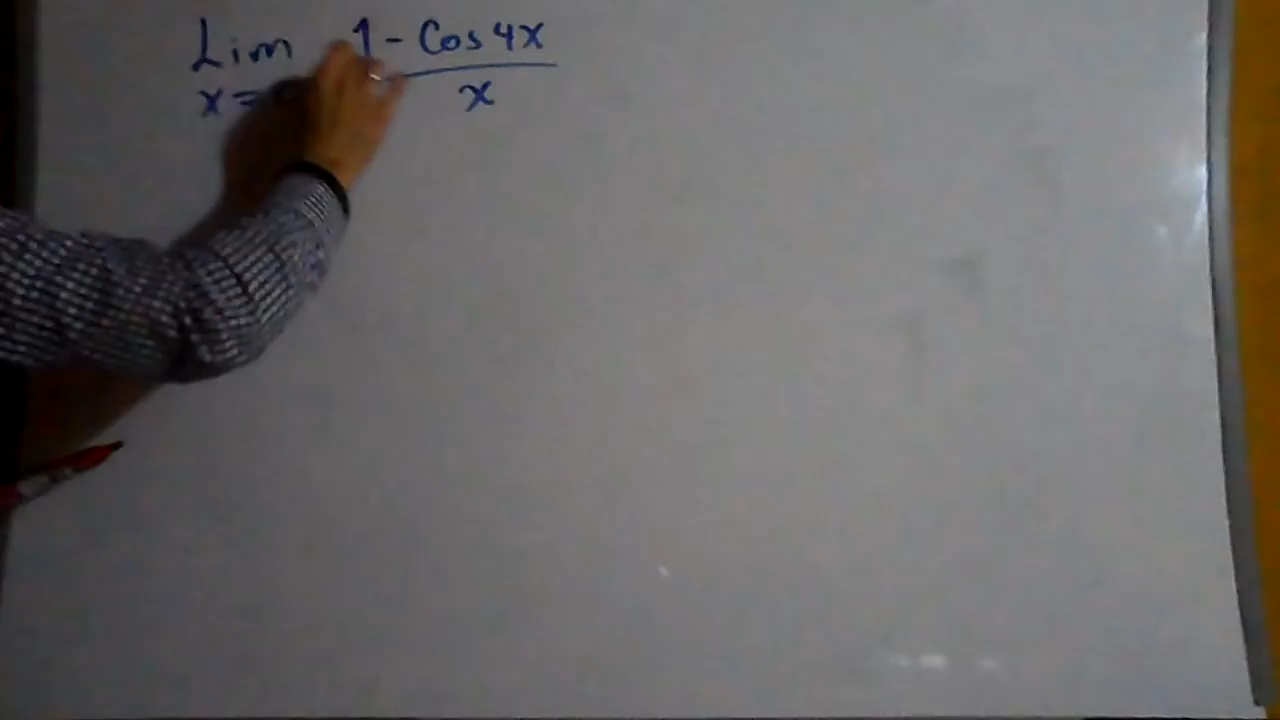 Lim 1 - Cos 4x
x = x